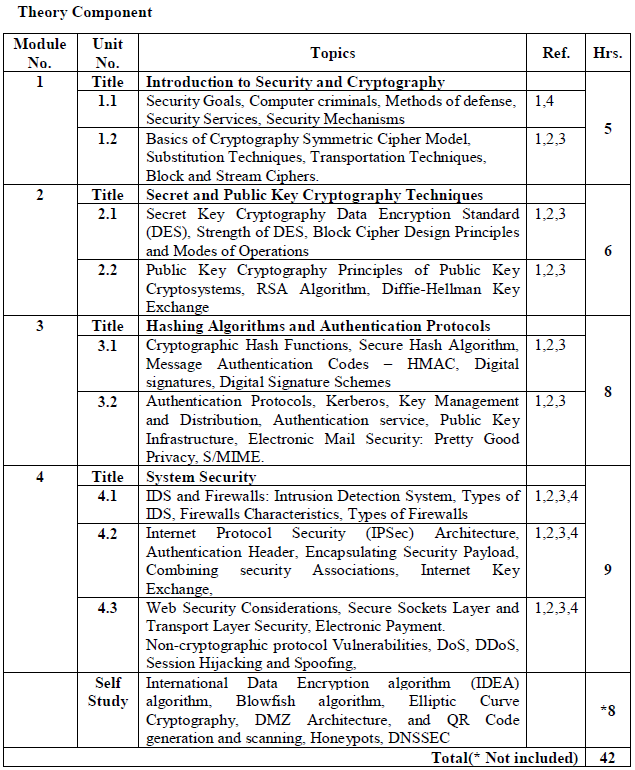 Theory Component
Module No. Unit No. Topics Ref. Hrs.
1 Title Introduction to Security and Cryptography 5
1.1 Security Goals, Computer criminals, Methods of defense, 1,4
Security Services, Security Mechanisms
1.2 Basics of Cryptography Symmetric Cipher Model, 1,2,3
Substitution Techniques, Transportation Techniques,
Block and Stream Ciphers.
2 Title Secret and Public Key Cryptography Techniques 6
2.1 Secret Key Cryptography Data Encryption Standard 1,2,3
(DES), Strength of DES, Block Cipher Design Principles
and Modes of Operations
2.2 Public Key Cryptography Principles of Public Key 1,2,3
Cryptosystems, RSA Algorithm, Diffie-Hellman Key
Exchange
3 Title Hashing Algorithms and Authentication Protocols 8
3.1 Cryptographic Hash Functions, Secure Hash Algorithm, 1,2,3
Message Authentication Codes – HMAC, Digital
signatures, Digital Signature Schemes
3.2 Authentication Protocols, Kerberos, Key Management 1,2,3
and Distribution, Authentication service, Public Key
Infrastructure, Electronic Mail Security: Pretty Good
Privacy, S/MIME.
4 Title System Security 9
4.1 IDS and Firewalls: Intrusion Detection System, Types of 1,2,3,4
IDS, Firewalls Characteristics, Types of Firewalls
4.2 Internet Protocol Security (IPSec) Architecture, 1,2,3,4
Authentication Header, Encapsulating Security Payload,
Combining security Associations, Internet Key
Exchange,
4.3 Web Security Considerations, Secure Sockets Layer and 1,2,3,4
Transport Layer Security, Electronic Payment.
Non-cryptographic protocol Vulnerabilities, DoS, DDoS,
Session Hijacking and Spoofing,
Self Study International Data Encryption algorithm (IDEA) *8
algorithm, Blowfish algorithm, Elliptic Curve
Cryptography, DMZ Architecture, and QR Code
generation and scanning, Honeypots, DNSSEC
Total(* Not included) 42